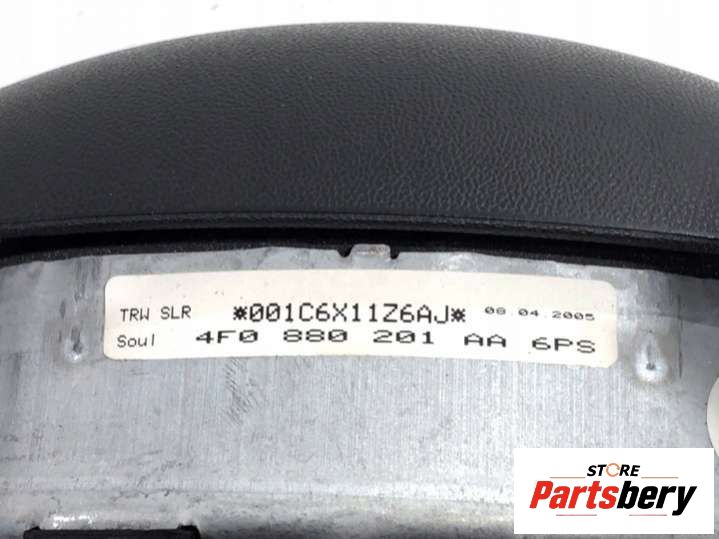 TRW SLR *001C6X11Z6AJ* 08.04.2005
Soul 4F0 880 201 AA 6PS
STORE
Partsbery